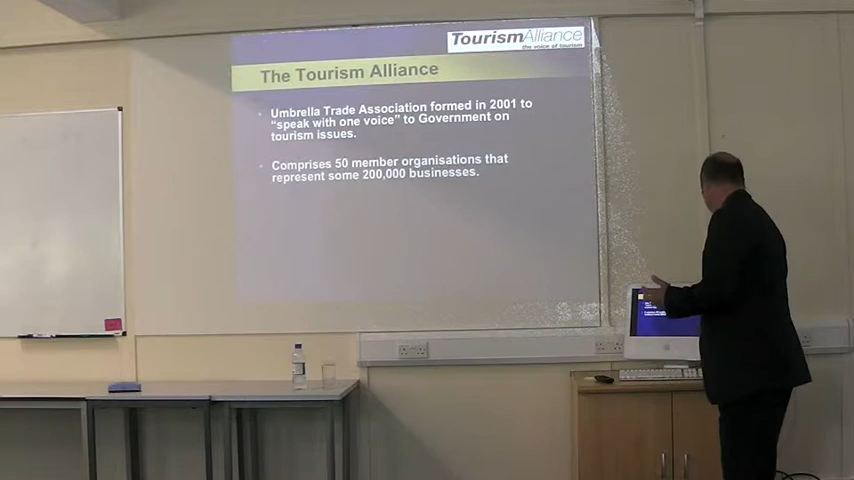 TourismAlliance
the voice of tourism
The Tourism Alliance
Umbrella Trade Association formed in 2001 to
"speak with one voice" to Government on
tourism issues.
Comprises 50 member organisations that
represent some 200,000 businesses.